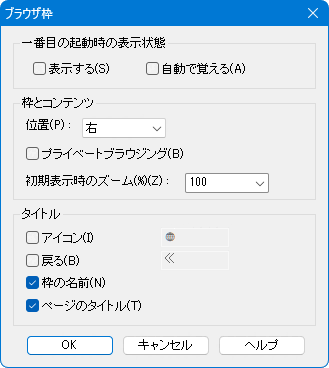 ブラウザ枠
一番目の起動時の表示状態
表示する(S) 自動で覚える(A)
枠とコンテンツ
位置(P): 右
プライベートブラウジング(B)
初期表示時のズーム(%)(Z): 100
タイトル
アイコン(I)
戻る(B) «
枠の名前(N)
ページのタイトル(T)
OK キャンセル ヘルプ